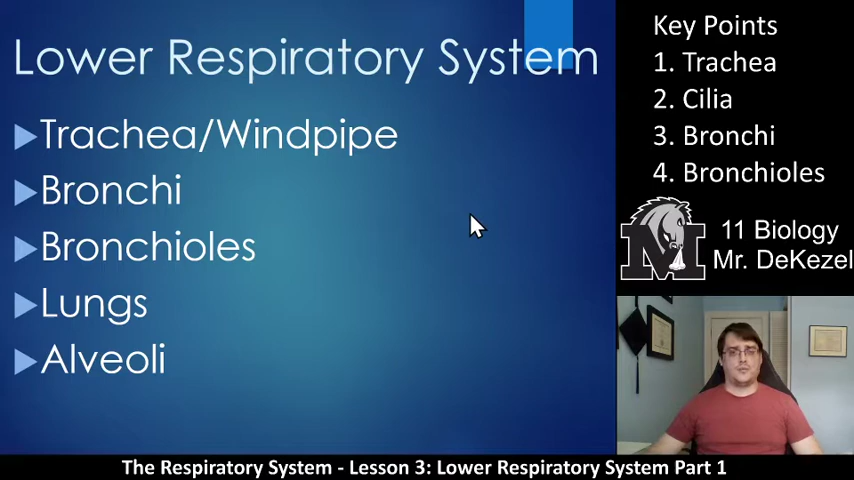 Lower Respiratory System
Trachea/Windpipe
Bronchi
Bronchioles
Lungs
Alveoli
Key Points
1. Trachea
2. Cilia
3. Bronchi
4. Bronchioles
M
11 Biology
Mr. DeKezel
The Respiratory System - Lesson 3: Lower Respiratory System Part 1